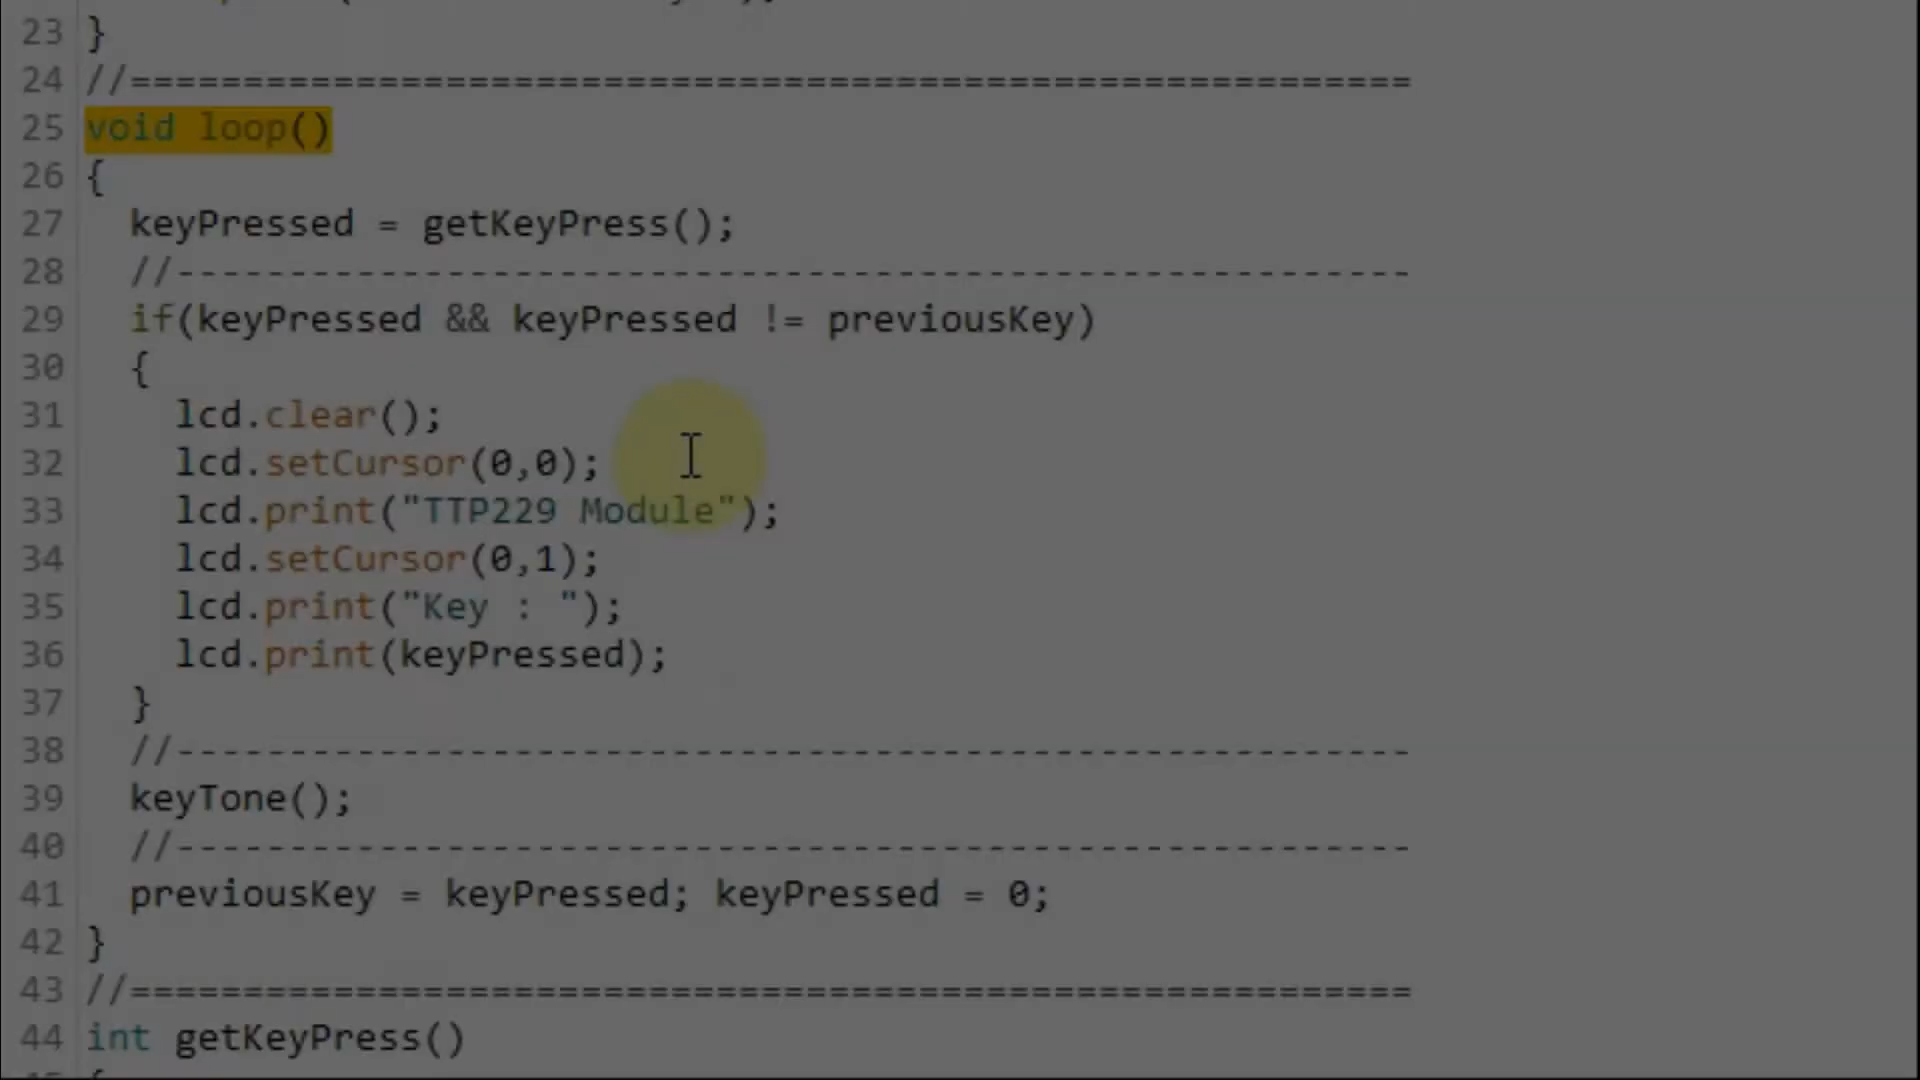 23 }
24 //==========================================================
25 void loop()
26 {
27 keyPressed = getKeyPress();
28 //--------------------------------------------------------
29 if(keyPressed && keyPressed != previousKey)
30 {
31 lcd.clear();
32 lcd.setCursor(0,0);
33 lcd.print("TTP229 Module");
34 lcd.setCursor(0,1);
35 lcd.print("Key : ");
36 lcd.print(keyPressed);
37 }
38 //--------------------------------------------------------
39 keyTone();
40 //--------------------------------------------------------
41 previousKey = keyPressed; keyPressed = 0;
42 }
43 //==========================================================
44 int getKeyPress()